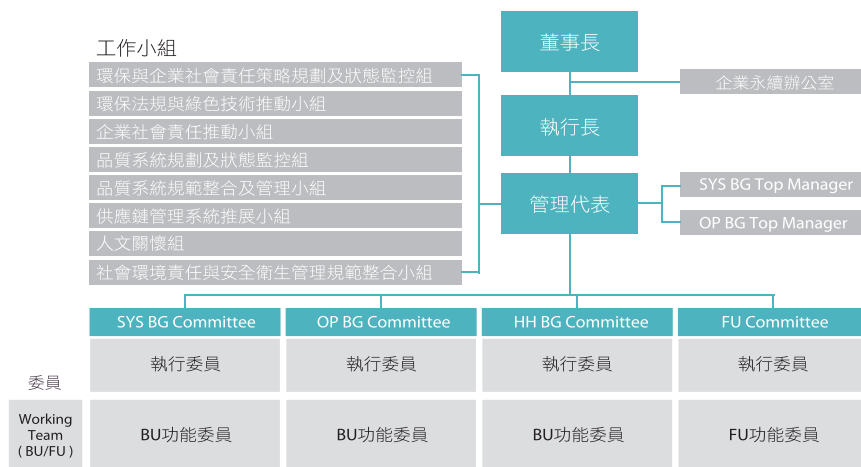 工作小組
環保與企業社會責任策略規劃及狀態監控組
環保法規與綠色技術推動小組
企業社會責任推動小組
品質系統規劃及狀態監控組
品質系統規範整合及管理小組
供應鏈管理系統推展小組
人文關懷組
社會環境責任與安全衛生管理規範整合小組
董事長
企業永續辦公室
執行長
管理代表
SYS BG Top Manager
OP BG Top Manager
SYS BG Committee
OP BG Committee
HH BG Committee
FU Committee
執行委員
執行委員
執行委員
執行委員
委員
Working
Team
( BU/FU )
BU功能委員
BU功能委員
BU功能委員
FU功能委員